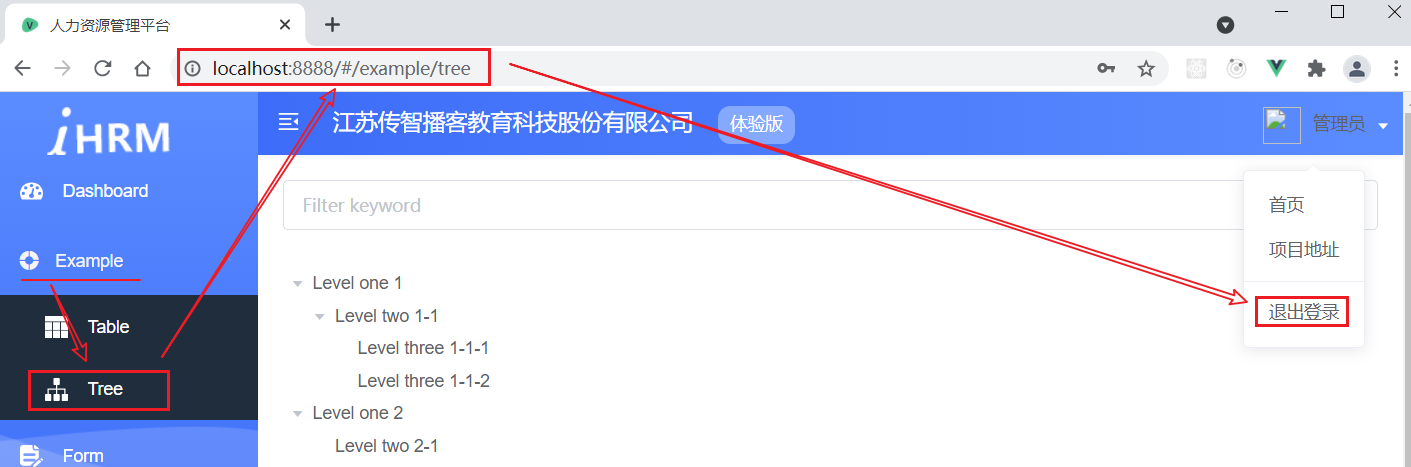 人力资源管理平台
localhost:8888/#/example/tree
iHRM
江苏传智播客教育科技股份有限公司 体验版
管理员
Dashboard
Example
Table
Tree
Form
Filter keyword
Level one 1
Level two 1-1
Level three 1-1-1
Level three 1-1-2
Level one 2
Level two 2-1
首页
项目地址
退出登录